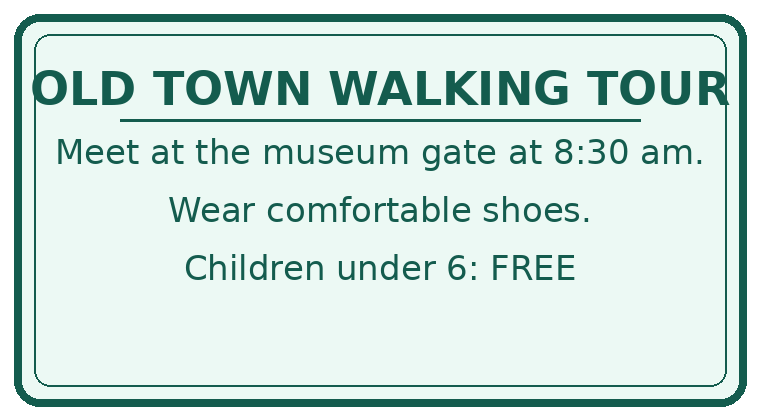 OLD TOWN WALKING TOUR
Meet at the museum gate at 8:30 am.
Wear comfortable shoes.
Children under 6: FREE